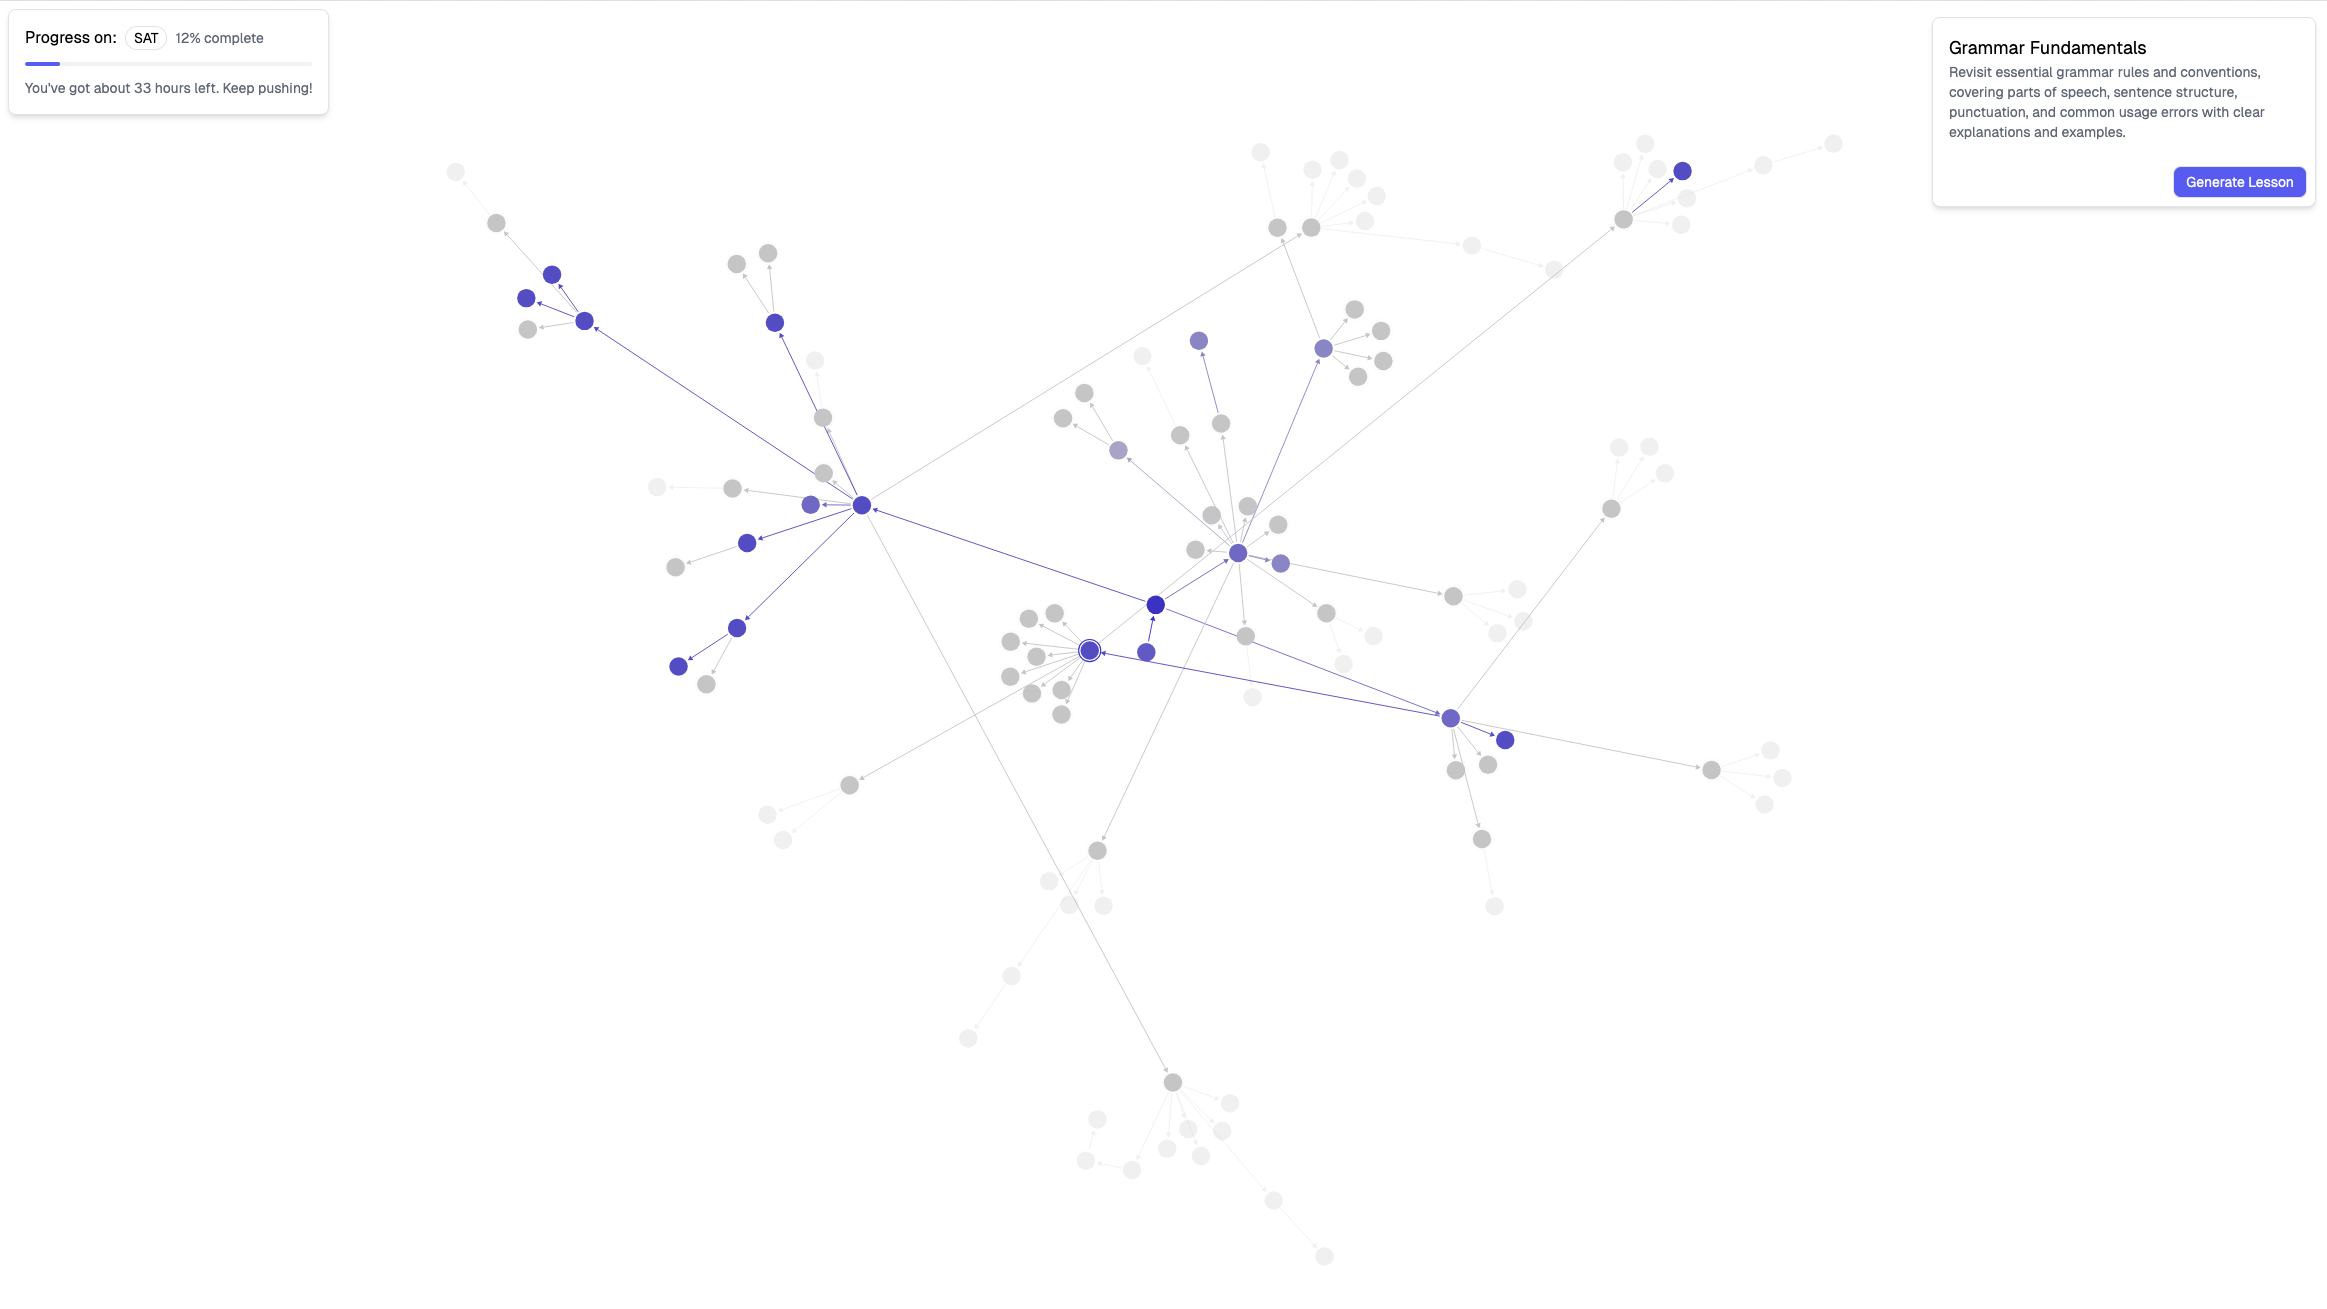 Progress on: SAT 12% complete
You've got about 33 hours left. Keep pushing!
Grammar Fundamentals
Revisit essential grammar rules and conventions,
covering parts of speech, sentence structure,
punctuation, and common usage errors with clear
explanations and examples.
Generate Lesson